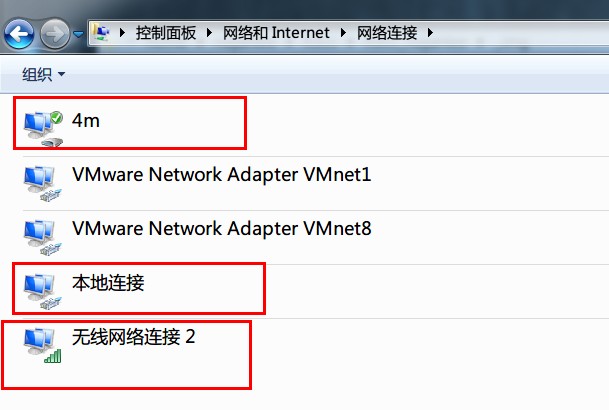 控制面板 网络和 Internet 网络连接
组织
4m
VMware Network Adapter VMnet1
VMware Network Adapter VMnet8
本地连接
无线网络连接 2